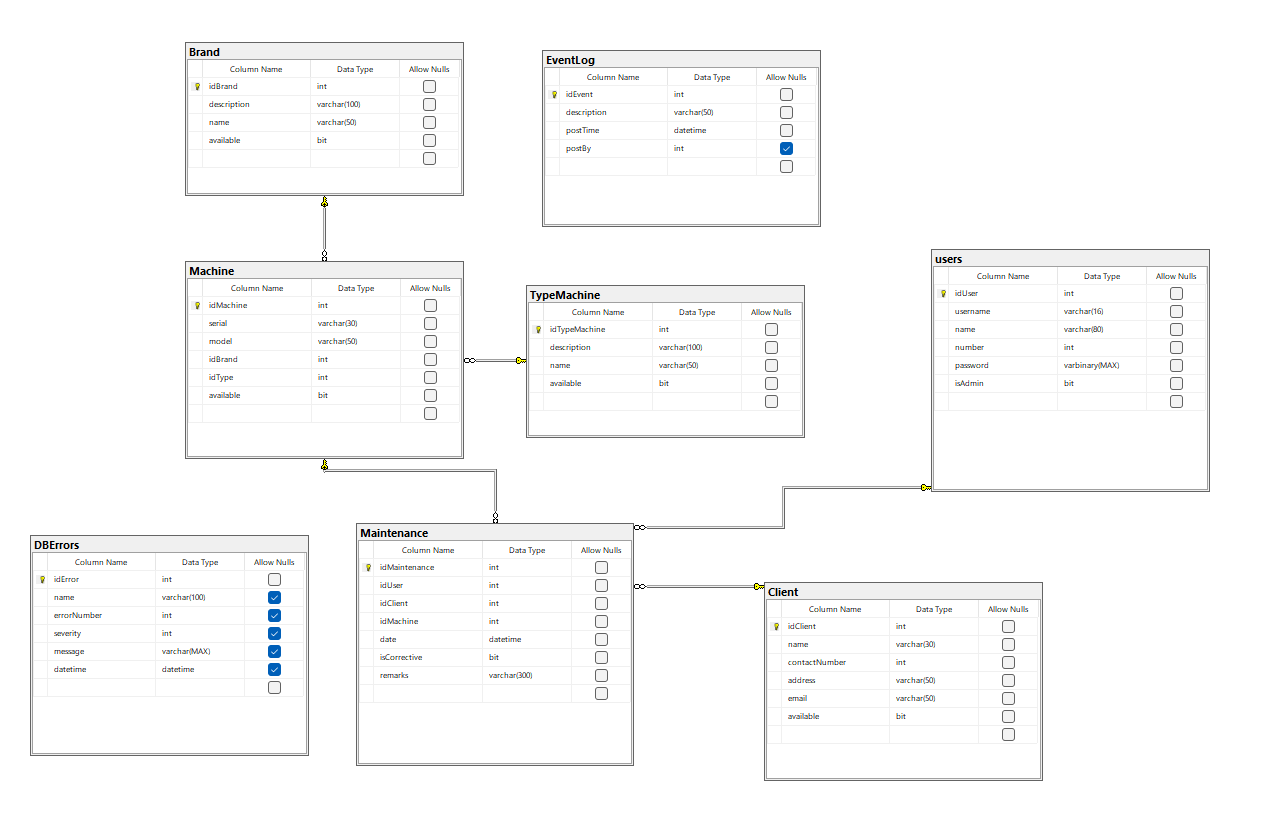 Brand
Column Name Data Type Allow Nulls
idBrand int
description varchar(100)
name varchar(50)
available bit
EventLog
Column Name Data Type Allow Nulls
idEvent int
description varchar(50)
postTime datetime
postBy int
Machine
Column Name Data Type Allow Nulls
idMachine int
serial varchar(30)
model varchar(50)
idBrand int
idType int
available bit
TypeMachine
Column Name Data Type Allow Nulls
idTypeMachine int
description varchar(100)
name varchar(50)
available bit
users
Column Name Data Type Allow Nulls
idUser int
username varchar(16)
name varchar(80)
number int
password varbinary(MAX)
isAdmin bit
DBErrors
Column Name Data Type Allow Nulls
idError int
name varchar(100)
errorNumber int
severity int
message varchar(MAX)
datetime datetime
Maintenance
Column Name Data Type Allow Nulls
idMaintenance int
idUser int
idClient int
idMachine int
date datetime
isCorrective bit
remarks varchar(300)
Client
Column Name Data Type Allow Nulls
idClient int
name varchar(30)
contactNumber int
address varchar(50)
email varchar(50)
available bit